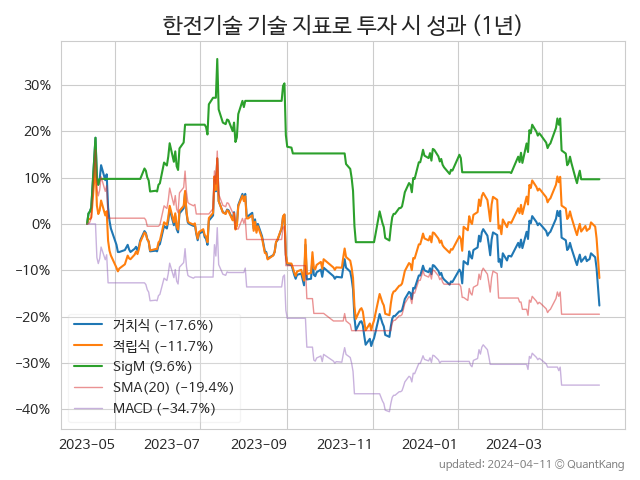 한전기술 기술 지표로 투자 시 성과 (1년)
30%
20%
10%
0%
−10%
−20%
−30%
−40%
거치식 (−17.6%)
적립식 (−11.7%)
SigM (9.6%)
SMA(20) (−19.4%)
MACD (−34.7%)
2023-05 2023-07 2023-09 2023-11 2024-01 2024-03
updated: 2024-04-11 © QuantKang